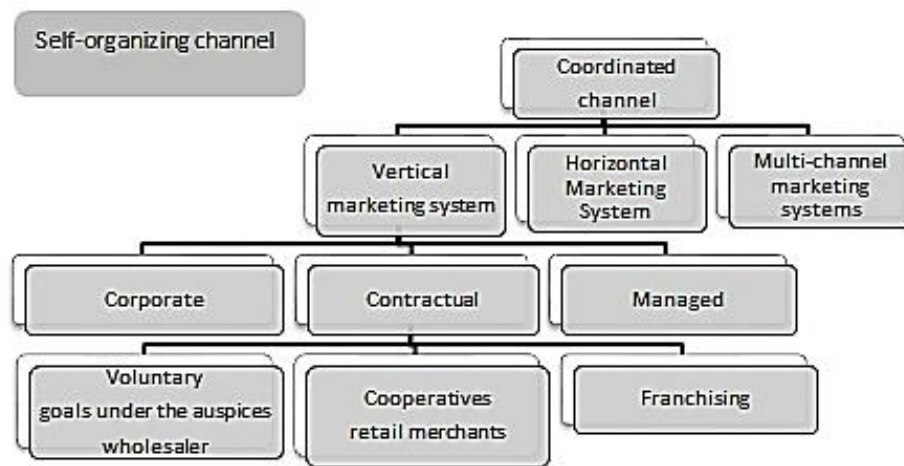 Self-organizing channel
Coordinated
channel
Vertical
marketing system
Horizontal
Marketing
System
Multi-channel
marketing
systems
Corporate
Contractual
Managed
Voluntary
goals under the auspices
wholesaler
Cooperatives
retail merchants
Franchising